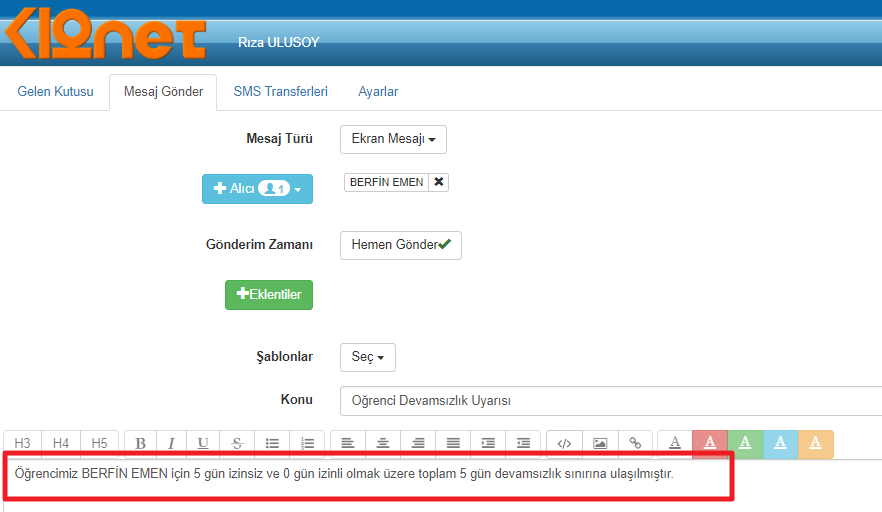 K10net
Rıza ULUSOY
Gelen Kutusu Mesaj Gönder SMS Transferleri Ayarlar
Mesaj Türü Ekran Mesajı
Alıcı 1 BERFİN EMEN
Gönderim Zamanı Hemen Gönder
Eklentiler
Şablonlar Seç
Konu Öğrenci Devamsızlık Uyarısı
H3 H4 H5 B I U S A A A A A
Öğrencimiz BERFİN EMEN için 5 gün izinsiz ve 0 gün izinli olmak üzere toplam 5 gün devamsızlık sınırına ulaşılmıştır.